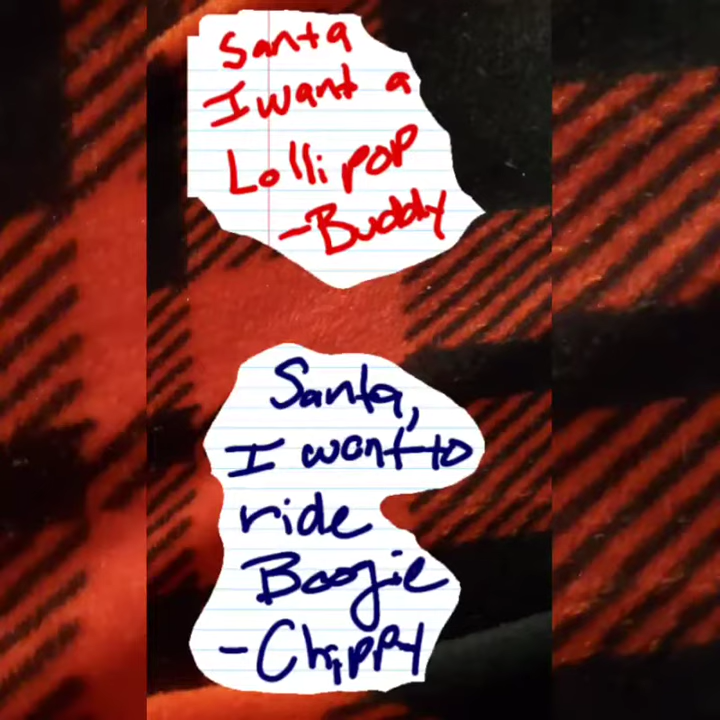 Santa
I want a
Lollipop
-Buddy
Santa,
I want to
ride
Boogie
-Chippy